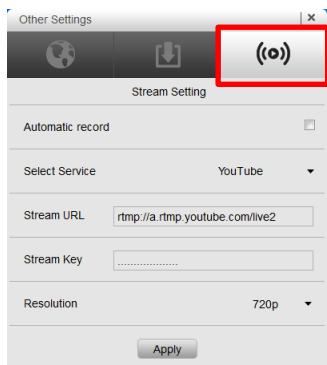 Other Settings
Stream Setting
Automatic record
Select Service YouTube
Stream URL rtmp://a.rtmp.youtube.com/live2
Stream Key ...................
Resolution 720p
Apply